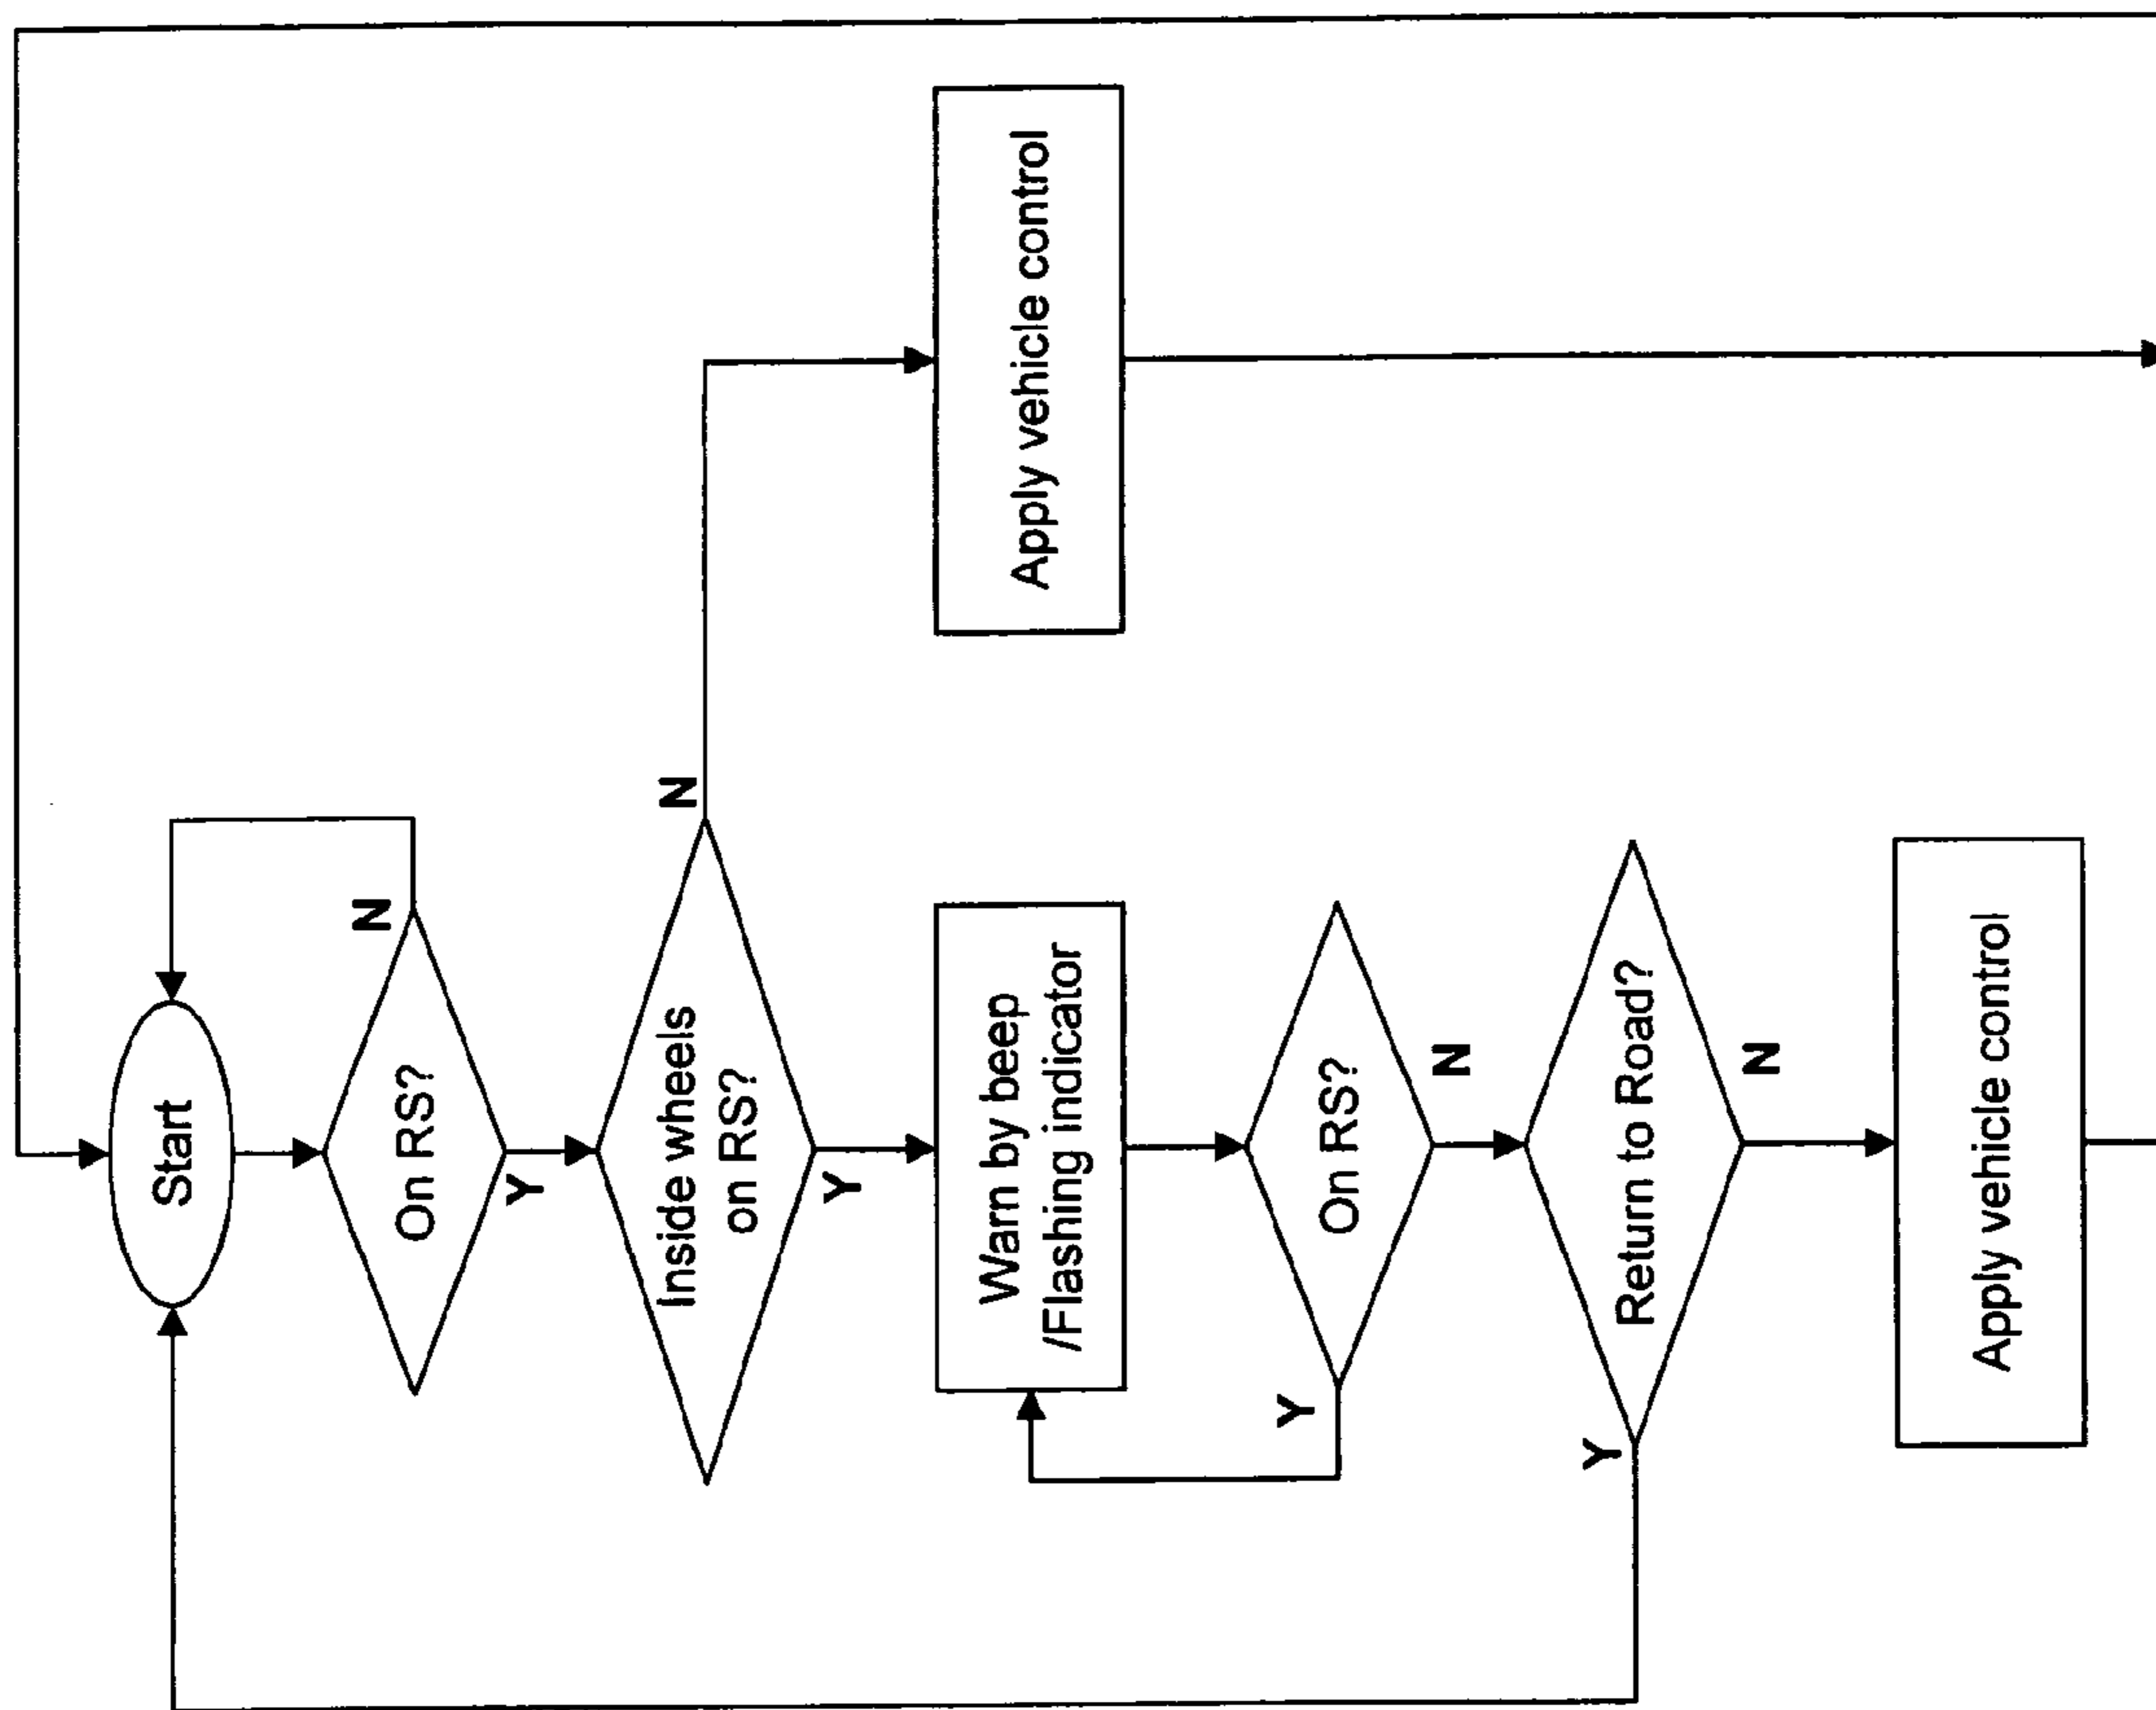 Start
On RS?
N
Y
Inside wheels
on RS?
N
Y
Warn by beep
/Flashing indicator
Apply vehicle control
On RS?
Y
N
Return to Road?
Y
N
Apply vehicle control